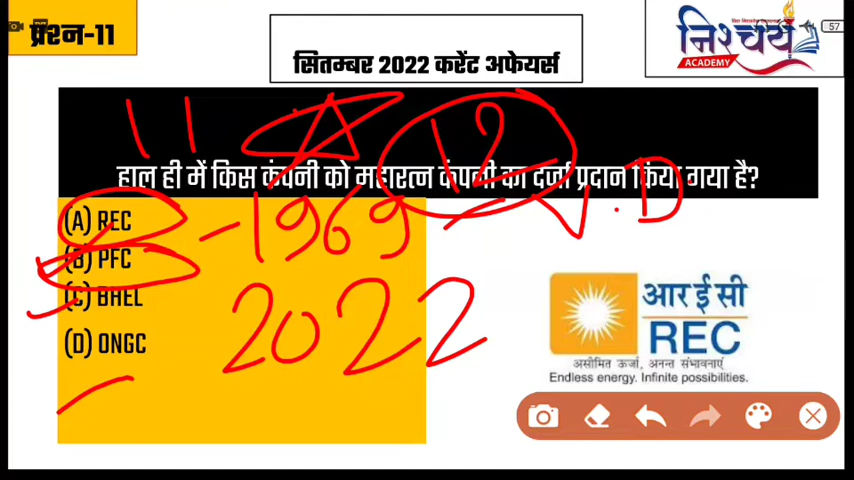 प्रश्न-11
सितम्बर 2022 करेंट अफेयर्स
निश्चय
ACADEMY
57
11
12
हाल ही में किस कंपनी को महारत्न कंपनी का दर्जा प्रदान किया गया है?
V.D
(A) REC
-1969
(B) PFC
(C) BHEL
2022
(D) ONGC
आर ई सी
REC
असीमित ऊर्जा, अनन्त संभावनाएं
Endless energy. Infinite possibilities.